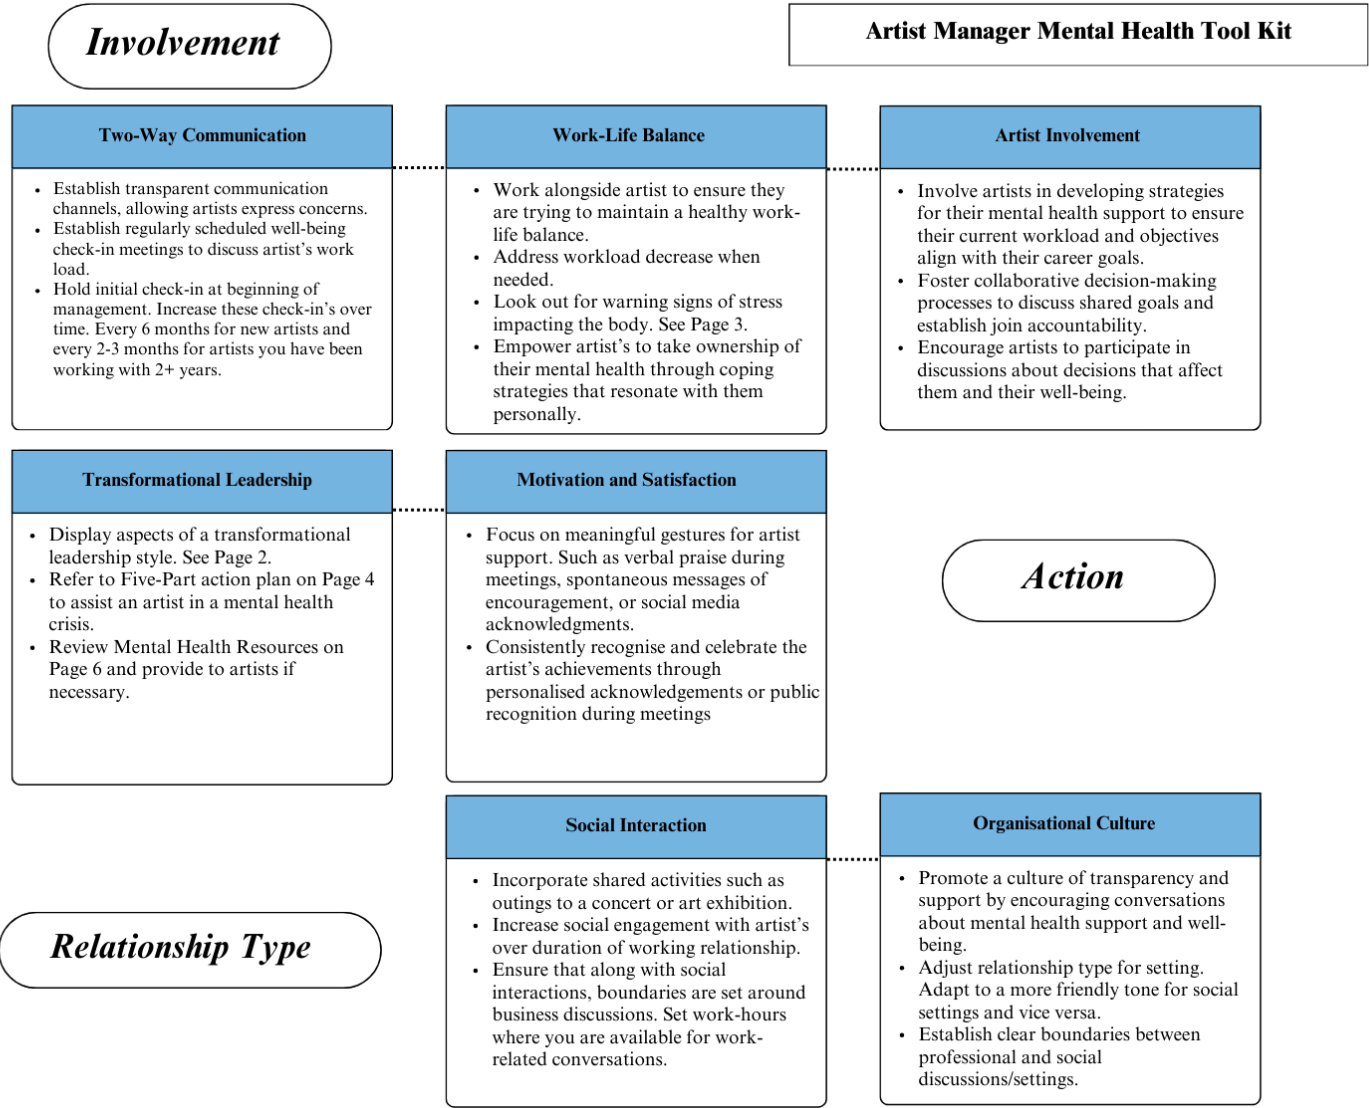 Involvement
Artist Manager Mental Health Tool Kit
Two-Way Communication
• Establish transparent communication
channels, allowing artists express concerns.
• Establish regularly scheduled well-being
check-in meetings to discuss artist's work
load.
• Hold initial check-in at beginning of
management. Increase these check-in's over
time. Every 6 months for new artists and
every 2-3 months for artists you have been
working with 2+ years.
Work-Life Balance
• Work alongside artist to ensure they
are trying to maintain a healthy work-
life balance.
• Address workload decrease when
needed.
• Look out for warning signs of stress
impacting the body. See Page 3.
• Empower artist's to take ownership of
their mental health through coping
strategies that resonate with them
personally.
Artist Involvement
• Involve artists in developing strategies
for their mental health support to ensure
their current workload and objectives
align with their career goals.
• Foster collaborative decision-making
processes to discuss shared goals and
establish join accountability.
• Encourage artists to participate in
discussions about decisions that affect
them and their well-being.
Transformational Leadership
• Display aspects of a transformational
leadership style. See Page 2.
• Refer to Five-Part action plan on Page 4
to assist an artist in a mental health
crisis.
• Review Mental Health Resources on
Page 6 and provide to artists if
necessary.
Motivation and Satisfaction
• Focus on meaningful gestures for artist
support. Such as verbal praise during
meetings, spontaneous messages of
encouragement, or social media
acknowledgments.
• Consistently recognise and celebrate the
artist's achievements through
personalised acknowledgements or public
recognition during meetings
Action
Relationship Type
Social Interaction
• Incorporate shared activities such as
outings to a concert or art exhibition.
• Increase social engagement with artist's
over duration of working relationship.
• Ensure that along with social
interactions, boundaries are set around
business discussions. Set work-hours
where you are available for work-
related conversations.
Organisational Culture
• Promote a culture of transparency and
support by encouraging conversations
about mental health support and well-
being.
• Adjust relationship type for setting.
Adapt to a more friendly tone for social
settings and vice versa.
• Establish clear boundaries between
professional and social
discussions/settings.